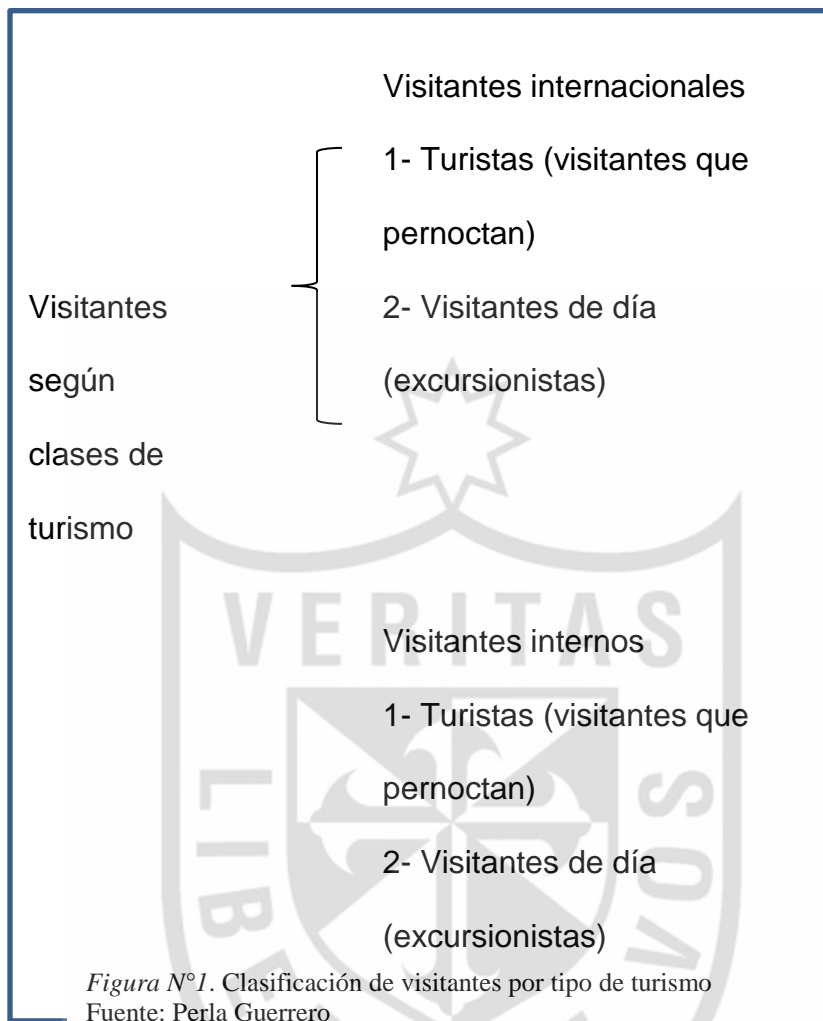 Visitantes internacionales
1- Turistas (visitantes que
pernoctan)
2- Visitantes de día
(excursionistas)
Visitantes
según
clases de
turismo
Visitantes internos
1- Turistas (visitantes que
pernoctan)
2- Visitantes de día
(excursionistas)
Figura N°1. Clasificación de visitantes por tipo de turismo
Fuente: Perla Guerrero
VERITAS